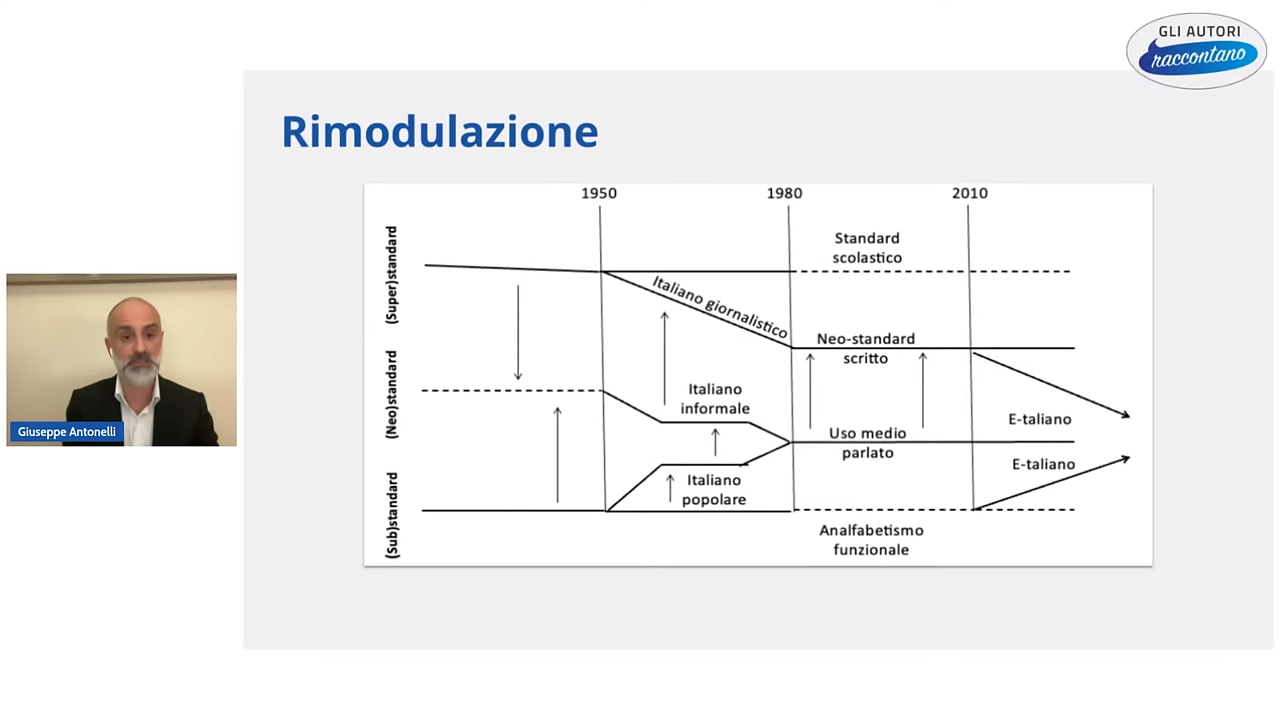 GLI AUTORI
raccontano
Rimodulazione
1950 1980 2010
(Super)standard
(Neo)standard
(Sub)standard
Standard
scolastico
Italiano giornalistico
Neo-standard
scritto
Italiano
informale
E-taliano
Uso medio
parlato
E-taliano
Italiano
popolare
Analfabetismo
funzionale
Giuseppe Antonelli